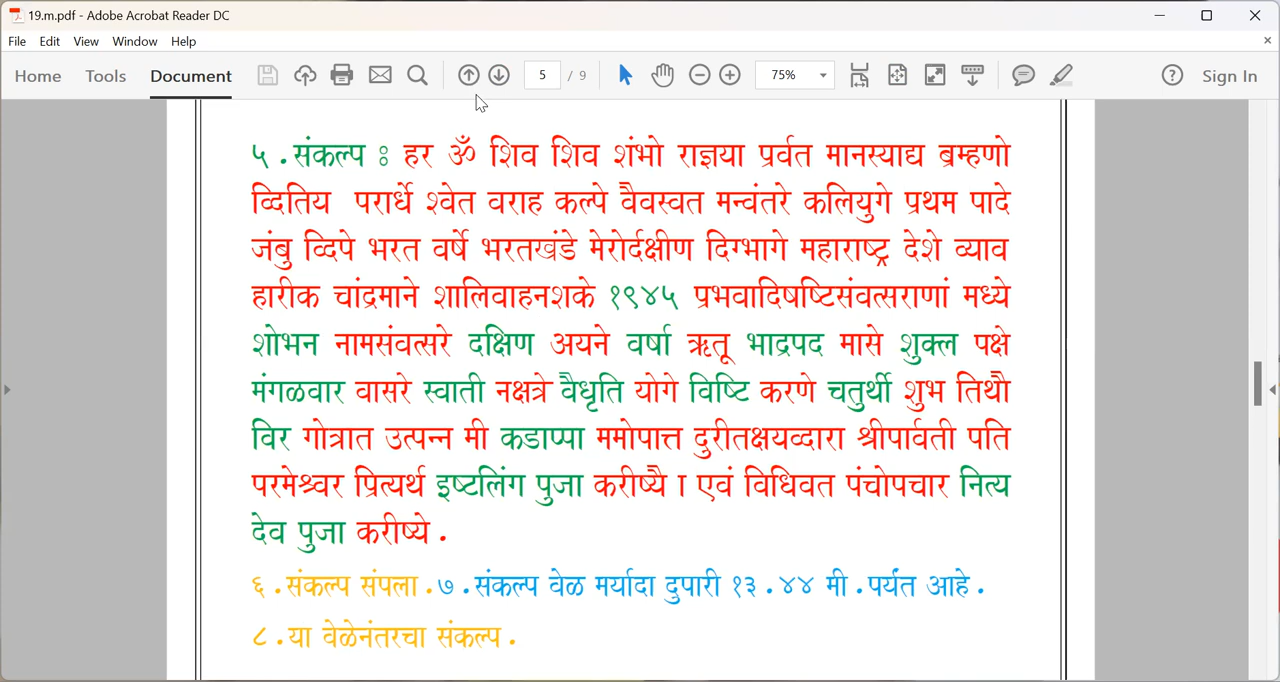 19.m.pdf - Adobe Acrobat Reader DC
File Edit View Window Help
Home Tools Document 5 / 9 75% Sign In
५.संकल्प : हर ॐ शिव शिव शंभो राज्ञया प्रर्वत मानस्याद्य ब्रम्हणो
व्दितिय परार्धे श्वेत वराह कल्पे वैवस्वत मन्वंतरे कलियुगे प्रथम पादे
जंबु व्दिपे भरत वर्षे भरतखंडे मेरोर्दक्षीण दिग्भागे महाराष्ट्र देशे व्याव
हारीक चांद्रमाने शालिवाहनशके १९४५ प्रभवादिषष्टिसंवत्सराणां मध्ये
शोभन नामसंवत्सरे दक्षिण अयने वर्षा ऋतू भाद्रपद मासे शुक्ल पक्षे
मंगळवार वासरे स्वाती नक्षत्रे वैधृति योगे विष्टि करणे चतुर्थी शुभ तिथौ
विर गोत्रात उत्पन्न मी कडाप्पा ममोपात्त दुरीतक्षयव्दारा श्रीपार्वती पति
परमेश्र्वर प्रित्यर्थ इष्टलिंग पुजा करीष्यै । एवं विधिवत पंचोपचार नित्य
देव पुजा करीष्ये .
६ .संकल्प संपला .७ .संकल्प वेळ मर्यादा दुपारी १३ .४४ मी .पर्यंत आहे .
८ .या वेळेनंतरचा संकल्प .